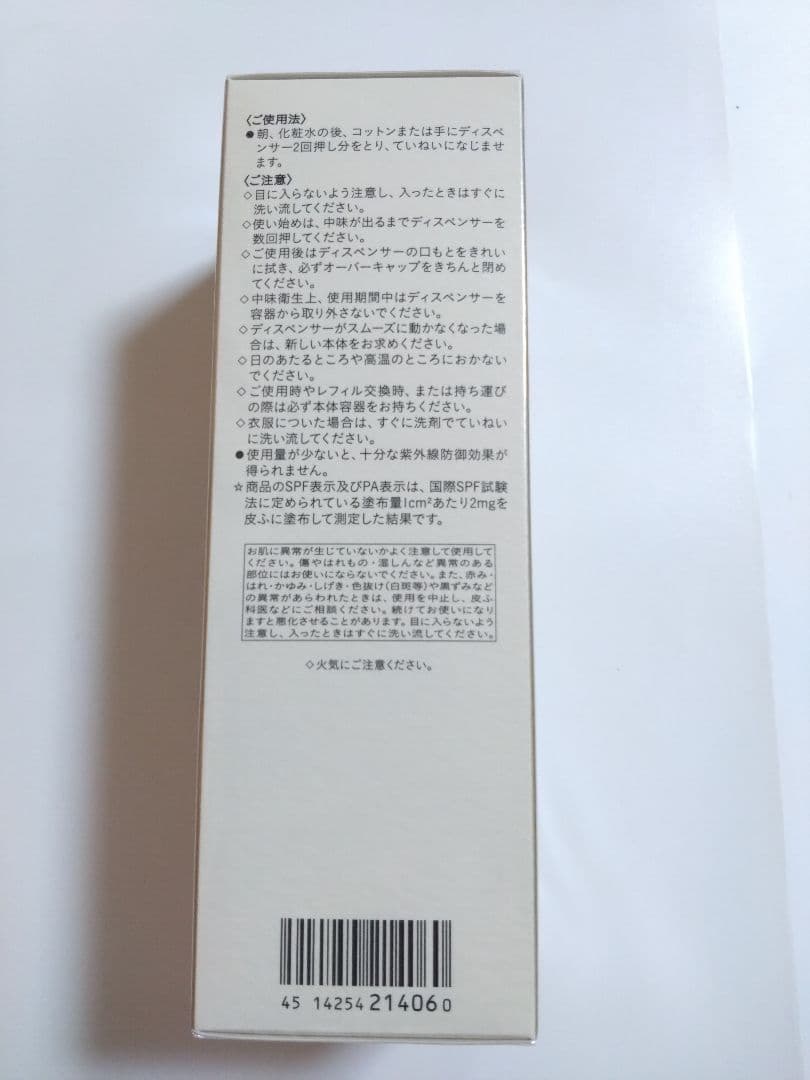 〈ご使用法〉
●朝、化粧水の後、コットンまたは手にディスペ
ンサー2回押し分をとり、ていねいになじませ
ます。
〈ご注意〉
◇目に入らないよう注意し、入ったときはすぐに
洗い流してください。
◇使い始めは、中味が出るまでディスペンサーを
数回押してください。
◇ご使用後はディスペンサーの口もとをきれい
に拭き、必ずオーバーキャップをきちんと閉め
てください。
◇中味衛生上、使用期間中はディスペンサーを
容器から取り外さないでください。
◇ディスペンサーがスムーズに動かなくなった場
合は、新しい本体をお求めください。
◇日のあたるところや高温のところにおかない
でください。
◇ご使用時やレフィル交換時、または持ち運び
の際は必ず本体容器をお持ちください。
◇衣服についた場合は、すぐに洗剤でていねい
に洗い流してください。
●使用量が少ないと、十分な紫外線防御効果が
得られません。
☆商品のSPF表示及びPA表示は、国際SPF試験
法に定められている塗布量1cm²あたり2mgを
皮ふに塗布して測定した結果です。
お肌に異常が生じていないかよく注意して使用して
ください。傷やはれもの・湿しんなど異常のある
部位にはお使いにならないでください。また、赤み・
はれ・かゆみ・しげき・色抜け(白斑等)や黒ずみなど
の異常があらわれたときは、使用を中止し、皮ふ
科医などにご相談ください。続けてお使いになり
ますと悪化させることがあります。目に入らないよう
注意し、入ったときはすぐに洗い流してください。
◇火気にご注意ください。
45 14254 21406 0